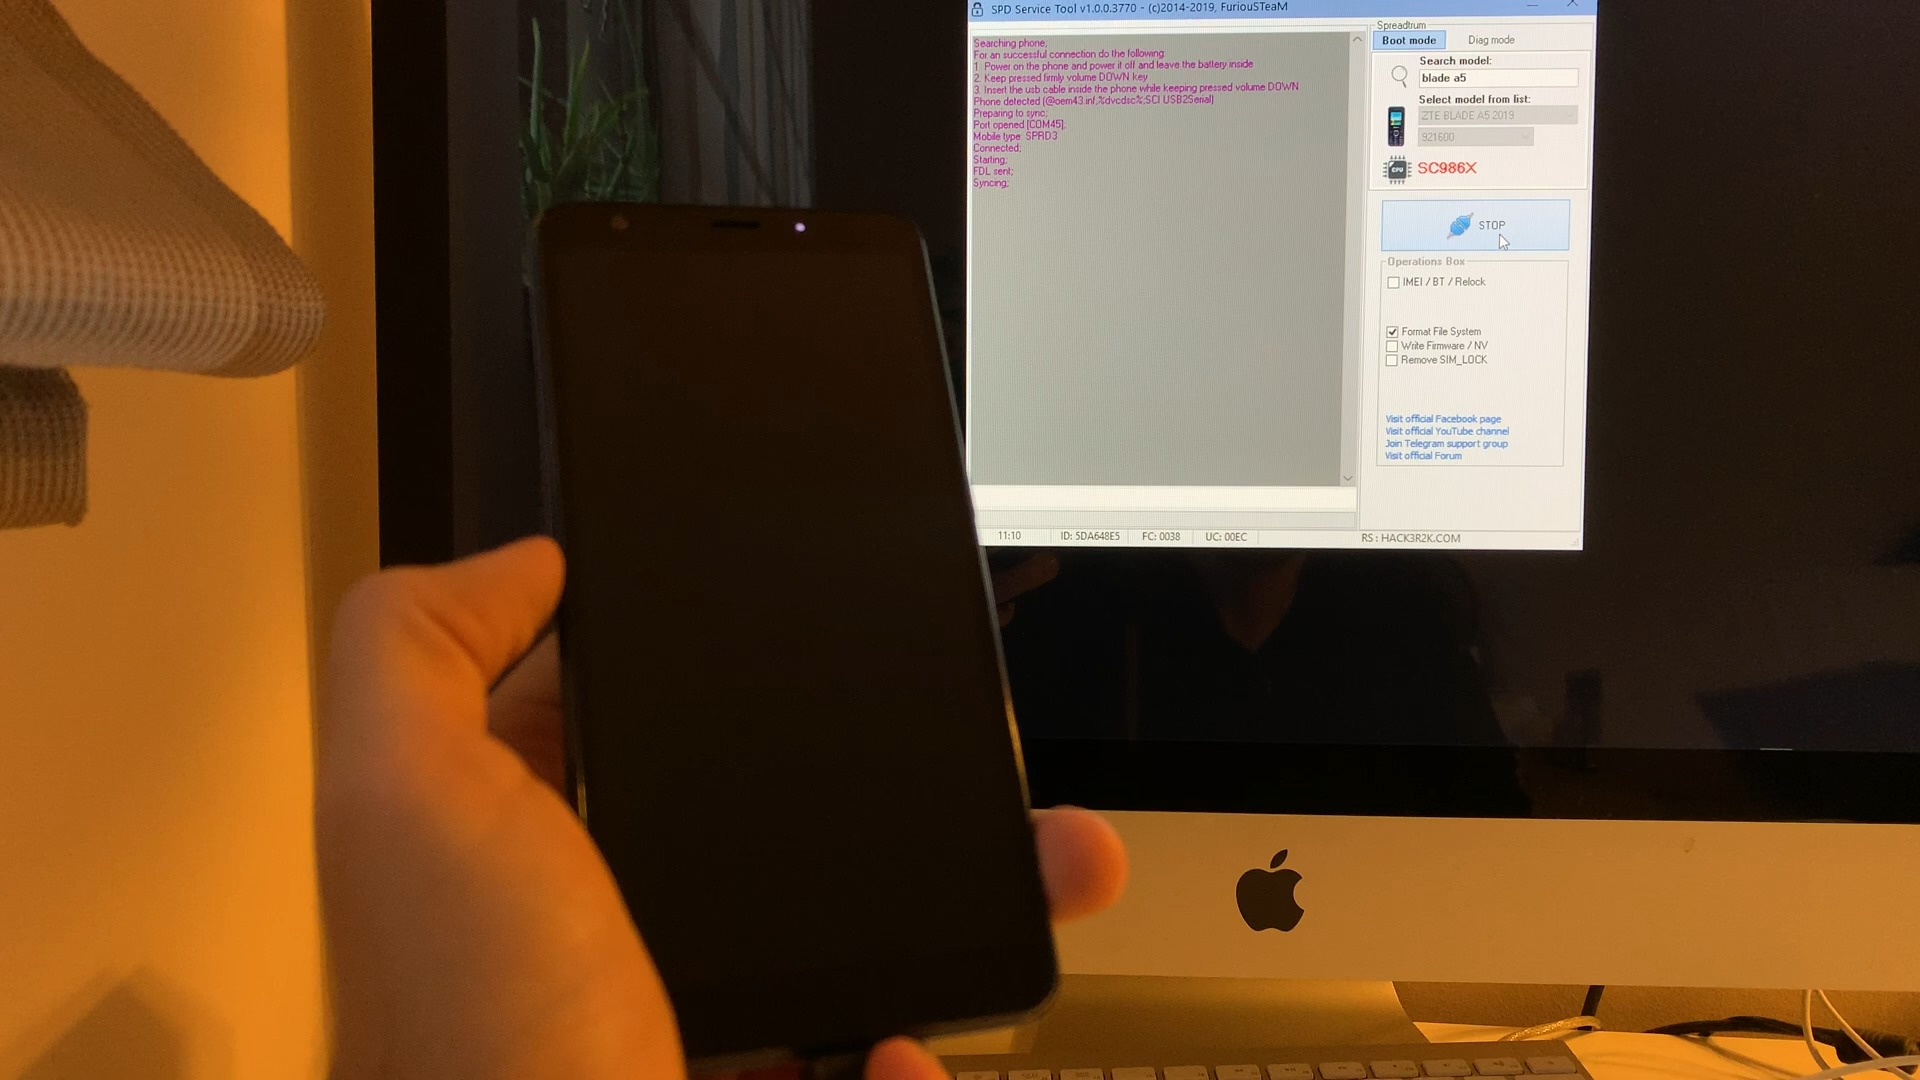 SPD Service Tool v1.0.0.3770 - (c)2014-2019, FuriouSTeaM
Searching phone;
For an successful connection do the following:
1. Power on the phone and power it off and leave the battery inside
2. Keep pressed firmly volume DOWN key
3. Insert the usb cable inside the phone while keeping pressed volume DOWN
Phone detected (@oem43.inf,%dvcdsc%;SCI USB2Serial)
Preparing to sync;
Port opened [COM45];
Mobile type: SPRD3
Connected;
Starting;
FDL sent;
Syncing;
Spreadtrum
Boot mode
Diag mode
Search model:
blade a5
Select model from list:
ZTE BLADE A5 2019
921600
CPU
SC986X
STOP
Operations Box
IMEI / BT / Relock
Format File System
Write Firmware / NV
Remove SIM_LOCK
Visit official Facebook page
Visit official YouTube channel
Join Telegram support group
Visit official Forum
11:10
ID: 5DA648E5
FC: 0038
UC: 00EC
RS : HACK3R2K.COM